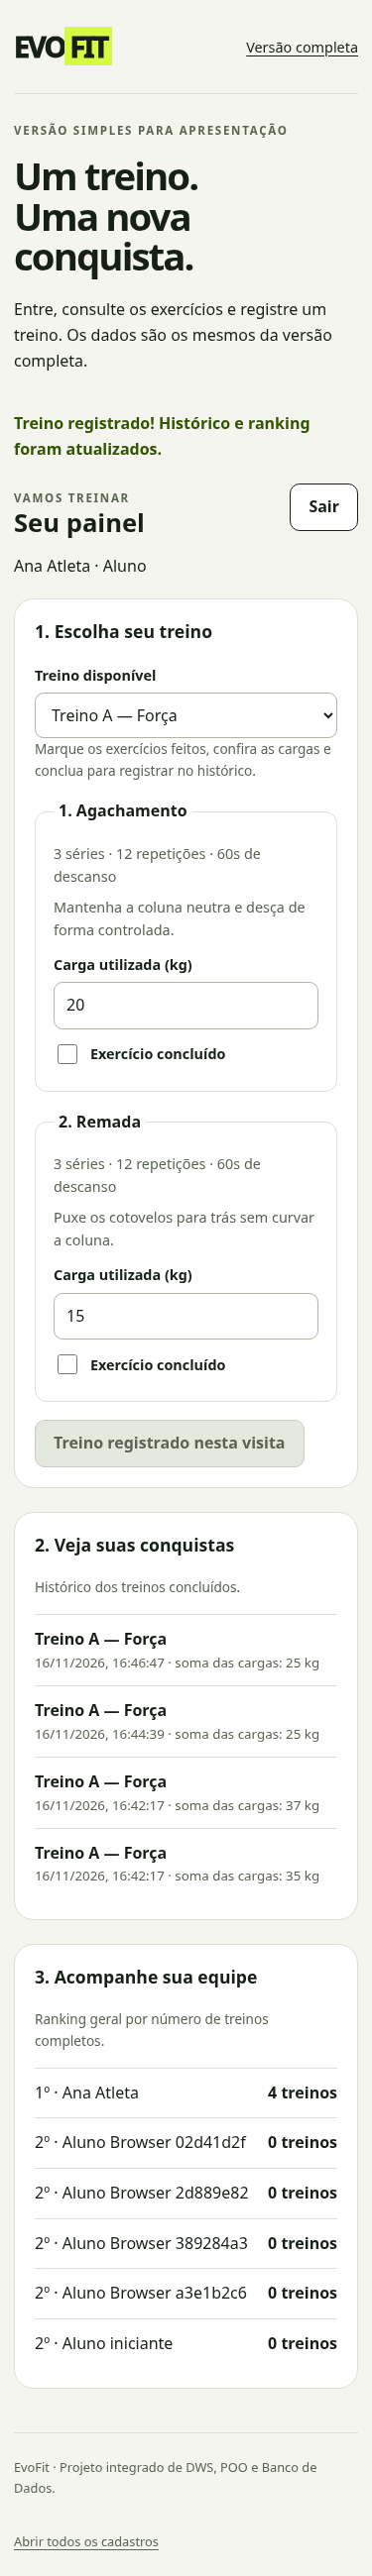 EVO FIT
Versão completa
VERSÃO SIMPLES PARA APRESENTAÇÃO
Um treino.
Uma nova
conquista.
Entre, consulte os exercícios e registre um
treino. Os dados são os mesmos da versão
completa.
Treino registrado! Histórico e ranking
foram atualizados.
VAMOS TREINAR
Seu painel
Sair
Ana Atleta · Aluno
1. Escolha seu treino
Treino disponível
Treino A — Força
Marque os exercícios feitos, confira as cargas e
conclua para registrar no histórico.
1. Agachamento
3 séries · 12 repetições · 60s de
descanso
Mantenha a coluna neutra e desça de
forma controlada.
Carga utilizada (kg)
20
Exercício concluído
2. Remada
3 séries · 12 repetições · 60s de
descanso
Puxe os cotovelos para trás sem curvar
a coluna.
Carga utilizada (kg)
15
Exercício concluído
Treino registrado nesta visita
2. Veja suas conquistas
Histórico dos treinos concluídos.
Treino A — Força
16/11/2026, 16:46:47 · soma das cargas: 25 kg
Treino A — Força
16/11/2026, 16:44:39 · soma das cargas: 25 kg
Treino A — Força
16/11/2026, 16:42:17 · soma das cargas: 37 kg
Treino A — Força
16/11/2026, 16:42:17 · soma das cargas: 35 kg
3. Acompanhe sua equipe
Ranking geral por número de treinos
completos.
1º · Ana Atleta 4 treinos
2º · Aluno Browser 02d41d2f 0 treinos
2º · Aluno Browser 2d889e82 0 treinos
2º · Aluno Browser 389284a3 0 treinos
2º · Aluno Browser a3e1b2c6 0 treinos
2º · Aluno iniciante 0 treinos
EvoFit · Projeto integrado de DWS, POO e Banco de
Dados.
Abrir todos os cadastros